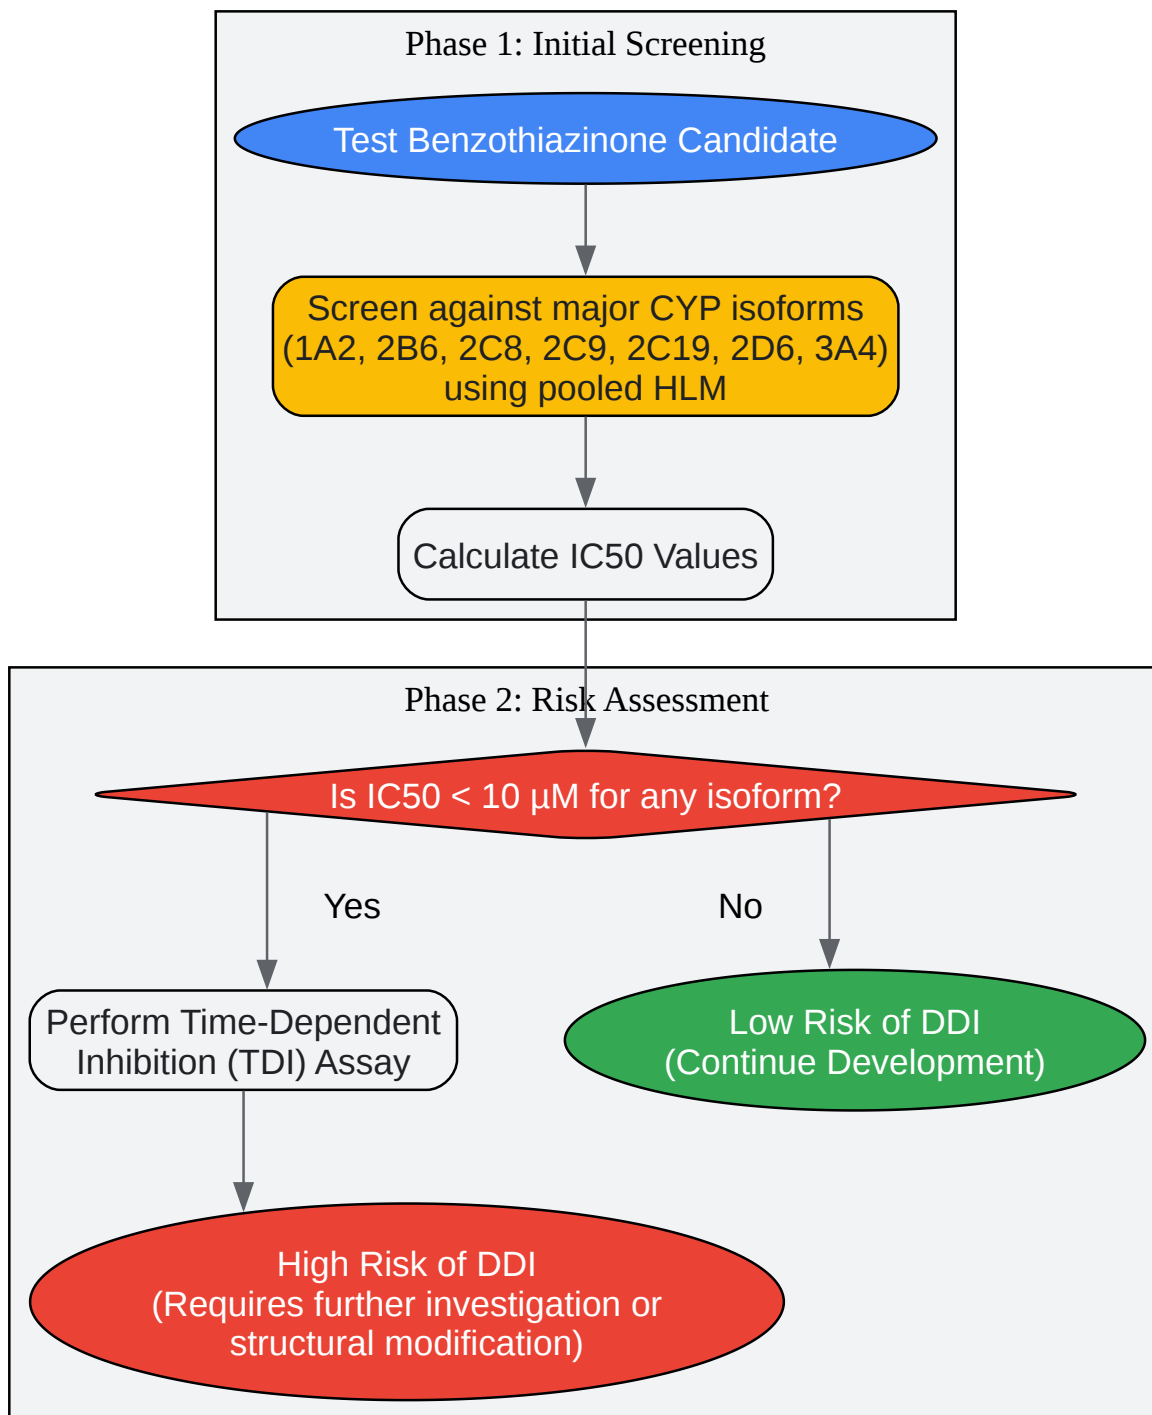 Phase 1: Initial Screening
Test Benzothiazinone Candidate
Screen against major CYP isoforms
(1A2, 2B6, 2C8, 2C9, 2C19, 2D6, 3A4)
using pooled HLM
Calculate IC50 Values
Phase 2: Risk Assessment
Is IC50 < 10 µM for any isoform?
Yes
No
Perform Time-Dependent
Inhibition (TDI) Assay
Low Risk of DDI
(Continue Development)
High Risk of DDI
(Requires further investigation or
structural modification)